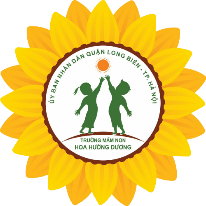 ỦY BAN NHÂN DÂN QUẬN LONG BIÊN - TP. HÀ NỘI
TRƯỜNG MẦM NON
HOA HƯỚNG DƯƠNG